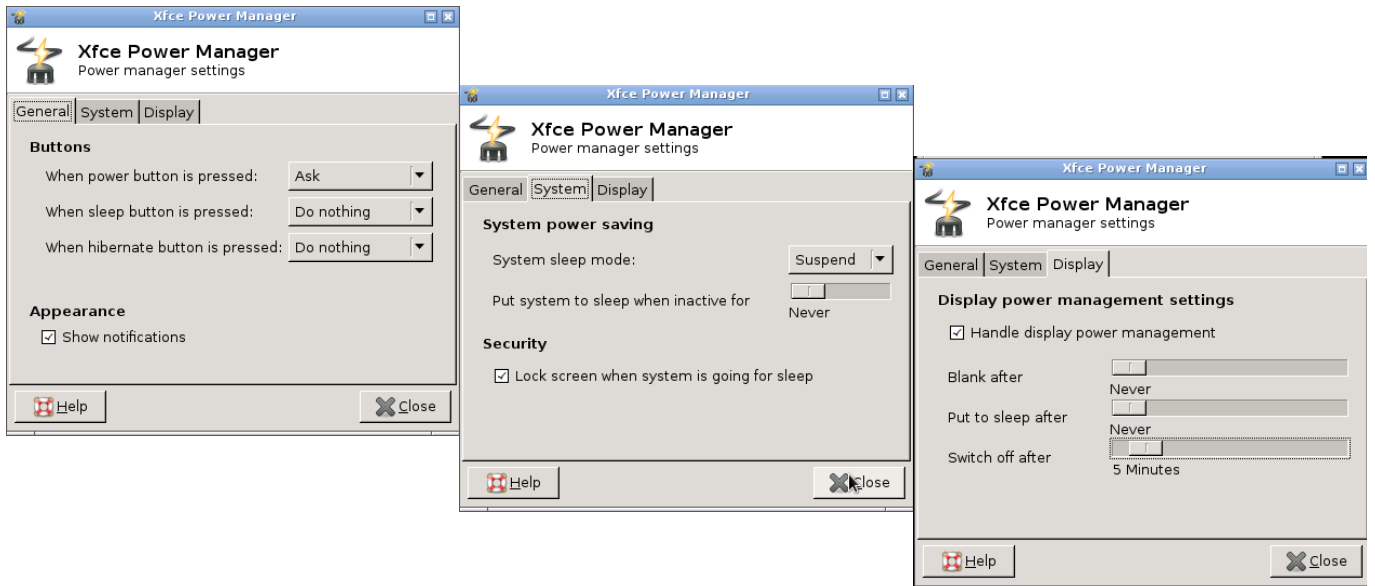 Xfce Power Manager
Xfce Power Manager
Power manager settings
General System Display
Buttons
When power button is pressed: Ask
When sleep button is pressed: Do nothing
When hibernate button is pressed: Do nothing
Appearance
Show notifications
Help Close
Xfce Power Manager
Xfce Power Manager
Power manager settings
General System Display
System power saving
System sleep mode: Suspend
Put system to sleep when inactive for
Never
Security
Lock screen when system is going for sleep
Help Close
Xfce Power Manager
Xfce Power Manager
Power manager settings
General System Display
Display power management settings
Handle display power management
Blank after
Never
Put to sleep after
Never
Switch off after
5 Minutes
Help Close